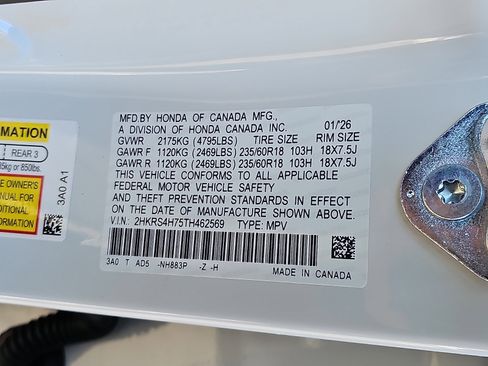 MATION
REAR 3
85kg or 850lbs.
E OWNER'S
ANUAL FOR
DITIONAL
ORMATION
3A0 A1
MFD.BY HONDA OF CANADA MFG.,
A DIVISION OF HONDA CANADA INC. 01/26
GVWR 2175KG (4795LBS) TIRE SIZE RIM SIZE
GAWR F 1120KG (2469LBS) 235/60R18 103H 18X7.5J
GAWR R 1120KG (2469LBS) 235/60R18 103H 18X7.5J
THIS VEHICLE CONFORMS TO ALL APPLICABLE
FEDERAL MOTOR VEHICLE SAFETY
AND THEFT PREVENTION STANDARDS IN EFFECT
ON THE DATE OF MANUFACTURE SHOWN ABOVE.
V.I.N: 2HKRS4H75TH462569 TYPE: MPV
3A0 T AD5 -NH883P -Z -H
MADE IN CANADA